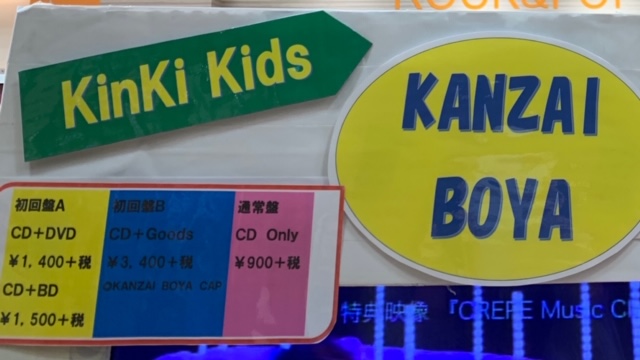 KinKi Kids
KANZAI
BOYA
初回盤A
CD+DVD
¥1,400+税
CD+BD
¥1,500+税
初回盤B
CD+Goods
¥3,400+税
KANZAI BOYA CAP
通常盤
CD Only
¥900+税
特典映像 『CREPE Music